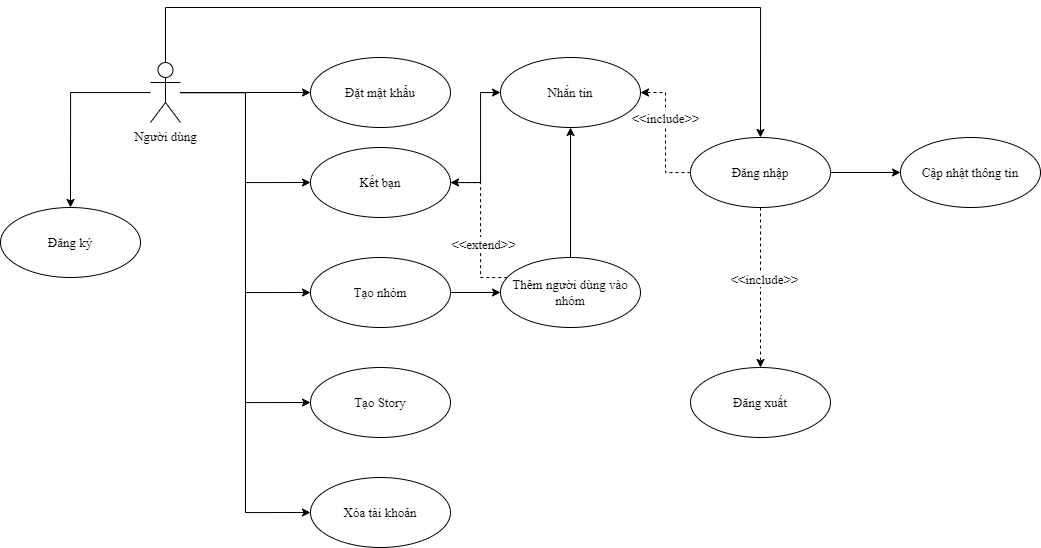 Đặt mật khẩu
Nhắn tin
<<include>>
Người dùng
Kết bạn
Đăng nhập
Cập nhật thông tin
Đăng ký
<<extend>>
<<include>>
Tạo nhóm
Thêm người dùng vào
nhóm
Tạo Story
Đăng xuất
Xóa tài khoản